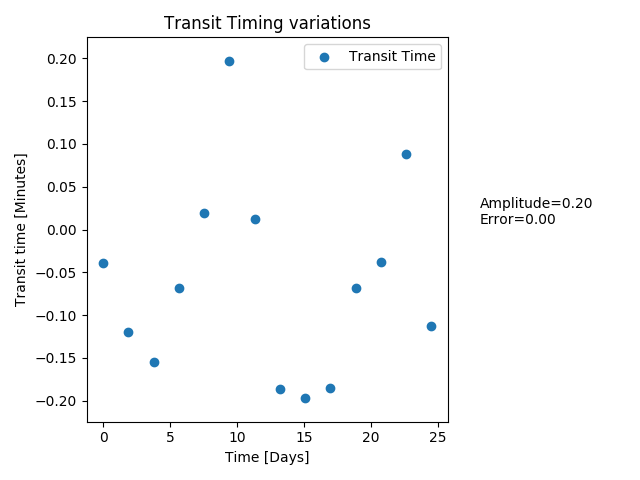 Transit Timing variations
Transit Time
Transit time [Minutes]
0.20
0.15
0.10
0.05
0.00
−0.05
−0.10
−0.15
−0.20
0
5
10
15
20
25
Time [Days]
Amplitude=0.20
Error=0.00